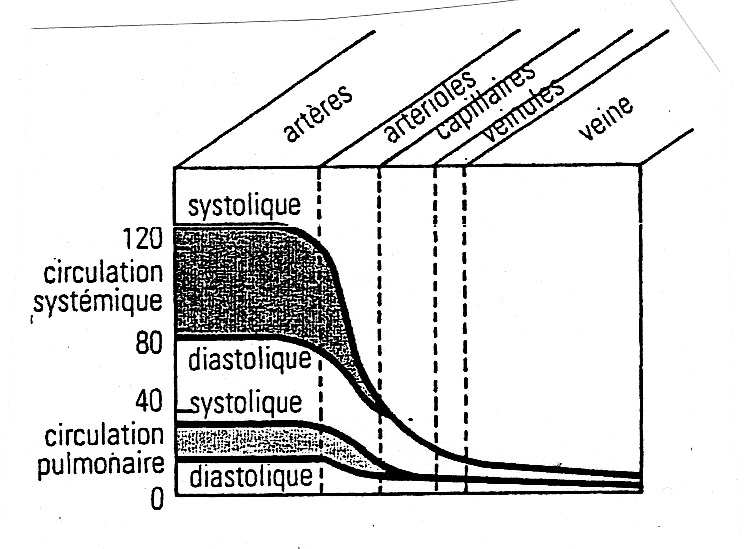 artères
artérioles
capillaires
veinules
veine
systolique
120
circulation
systémique
80
diastolique
40
systolique
circulation
pulmonaire
diastolique
0